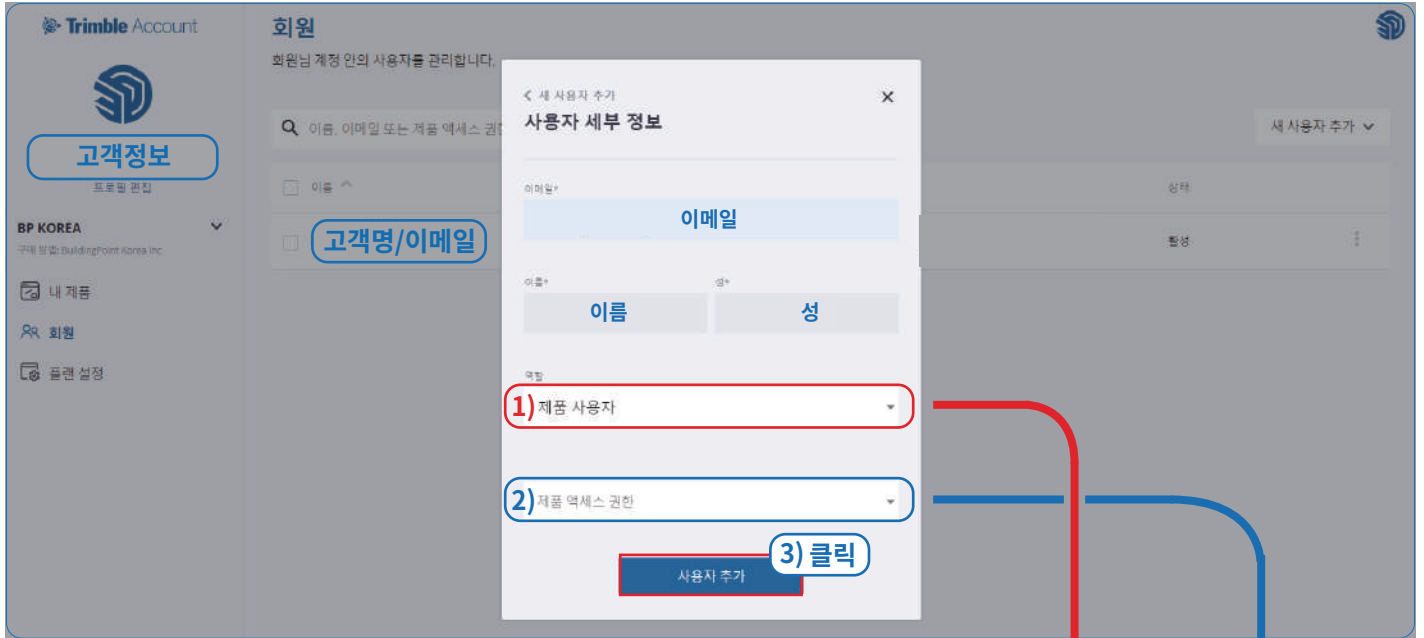 Trimble Account
고객정보
프로필 편집
BP KOREA
구매 방법: BuildingPoint Korea Inc
내 제품
회원
플랜 설정
회원
회원님 계정 안의 사용자를 관리합니다.
이름, 이메일 또는 제품 액세스 권한
새 사용자 추가
이름
상태
고객명/이메일
활성
새 사용자 추가
사용자 세부 정보
이메일*
이메일
이름*
성*
이름
성
역할
1) 제품 사용자
2) 제품 액세스 권한
3) 클릭
사용자 추가